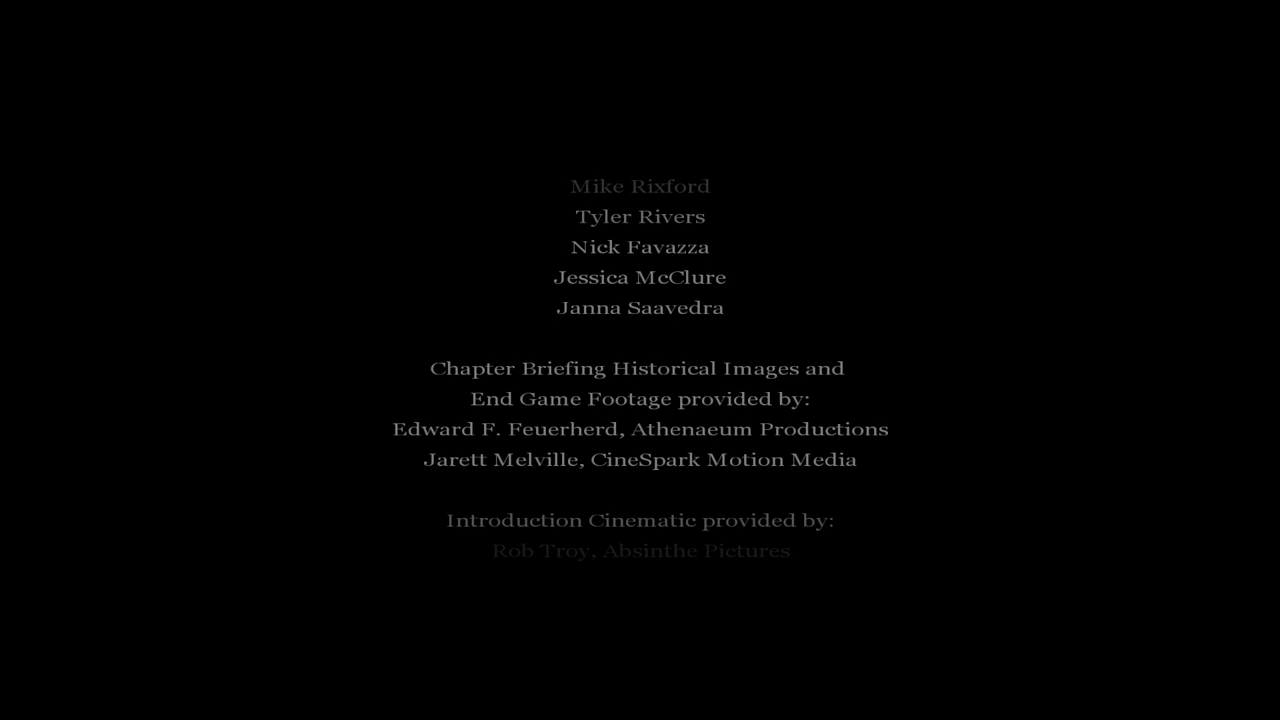 Mike Rixford
Tyler Rivers
Nick Favazza
Jessica McClure
Janna Saavedra
Chapter Briefing Historical Images and
End Game Footage provided by:
Edward F. Feuerherd, Athenaeum Productions
Jarett Melville, CineSpark Motion Media
Introduction Cinematic provided by:
Rob Troy, Absinthe Pictures